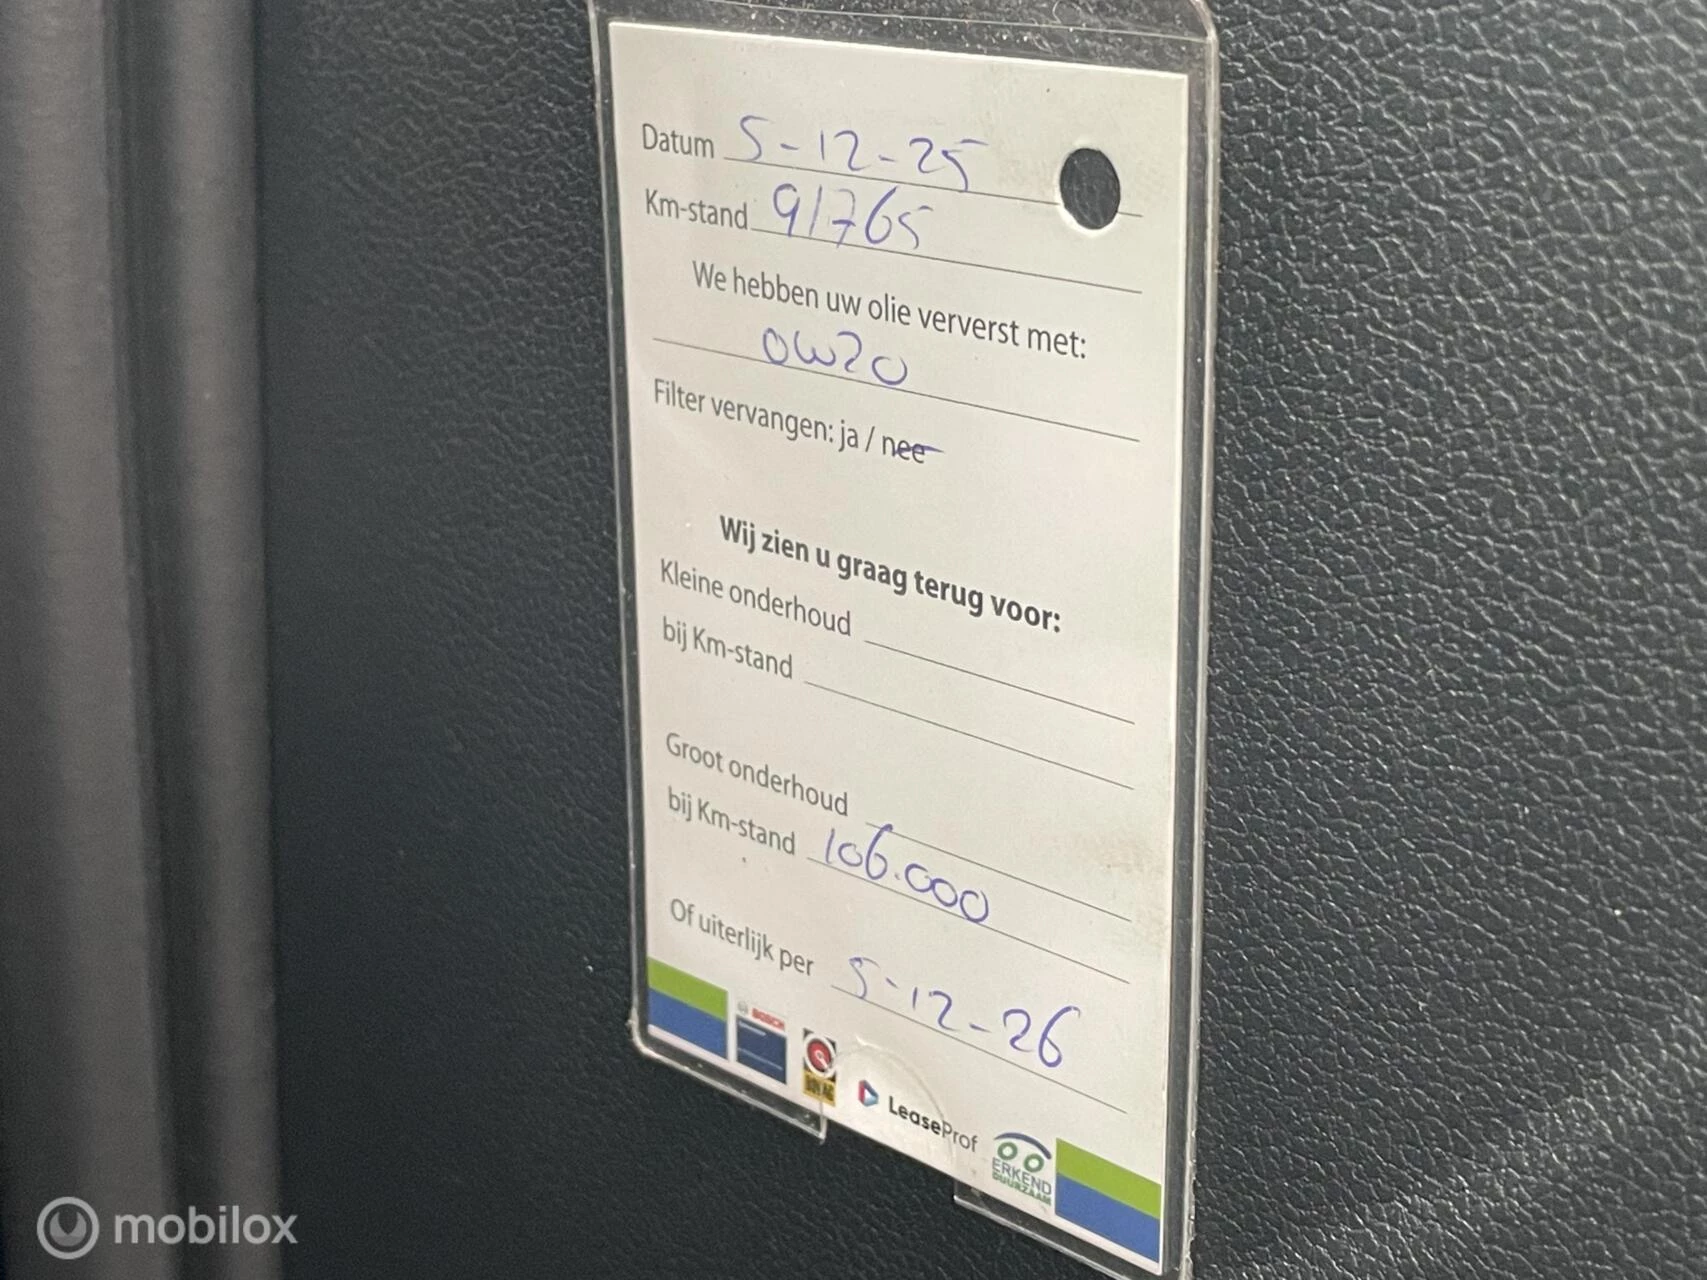 Datum 5-12-25
Km-stand 91765
We hebben uw olie ververst met:
0W20
Filter vervangen: ja / nee
Wij zien u graag terug voor:
Kleine onderhoud
bij Km-stand
Groot onderhoud
bij Km-stand 106.000
Of uiterlijk per 5-12-26
BOSCH
BOVAG
LeaseProf
ERKEND
DUURZAAM
mobilox